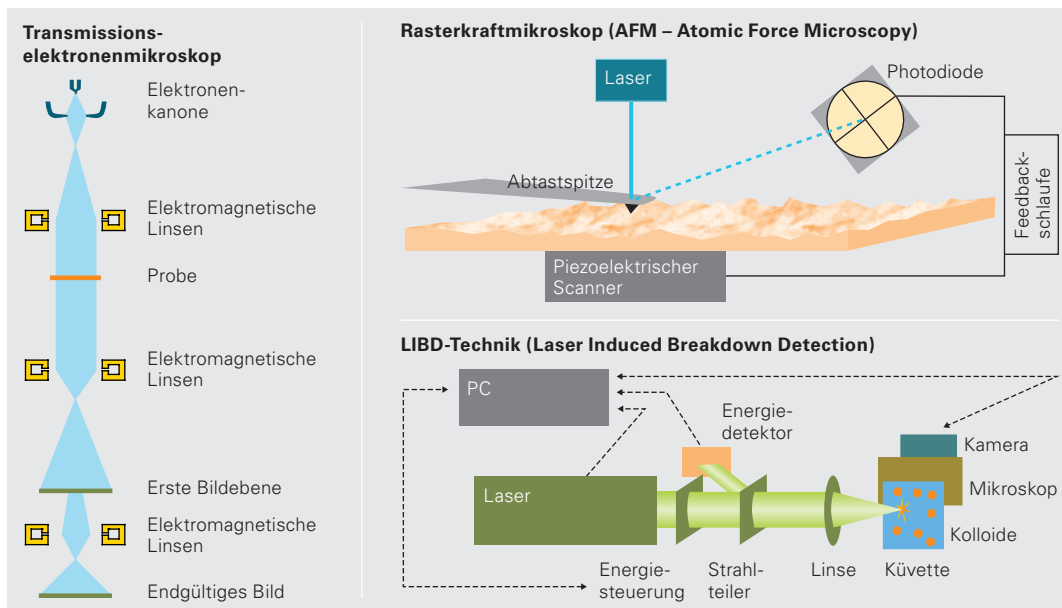 Transmissions-
elektronenmikroskop
Elektronen-
kanone
Elektromagnetische
Linsen
Probe
Elektromagnetische
Linsen
Erste Bildebene
Elektromagnetische
Linsen
Endgültiges Bild
Rasterkraftmikroskop (AFM – Atomic Force Microscopy)
Laser
Photodiode
Abtastspitze
Feedback-
schlaufe
Piezoelektrischer
Scanner
LIBD-Technik (Laser Induced Breakdown Detection)
PC
Energie-
detektor
Kamera
Laser
Mikroskop
Kolloide
Energie-
steuerung
Strahl-
teiler
Linse
Küvette